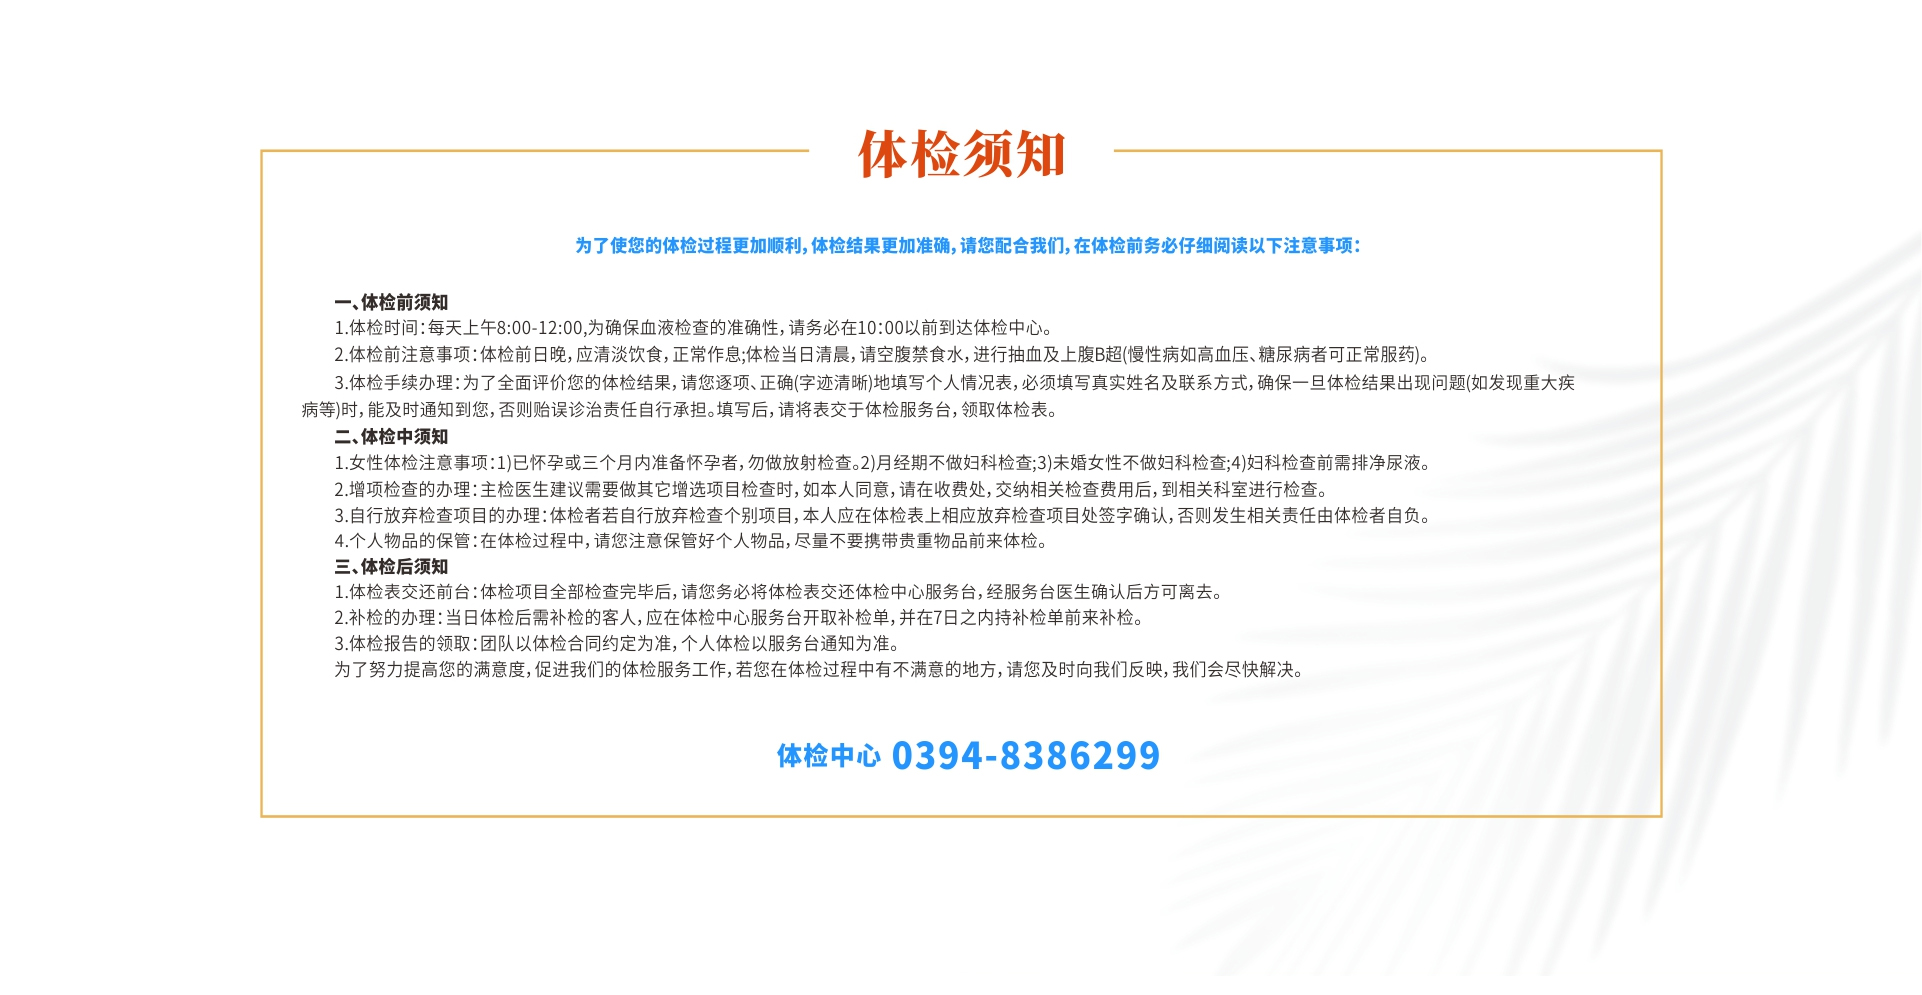 体检须知
为了使您的体检过程更加顺利，体检结果更加准确，请您配合我们，在体检前务必仔细阅读以下注意事项：
一、体检前须知
1.体检时间：每天上午8:00-12:00,为确保血液检查的准确性，请务必在10：00以前到达体检中心。
2.体检前注意事项：体检前日晚，应清淡饮食，正常作息;体检当日清晨，请空腹禁食水，进行抽血及上腹B超(慢性病如高血压、糖尿病者可正常服药)。
3.体检手续办理：为了全面评价您的体检结果，请您逐项、正确(字迹清晰)地填写个人情况表，必须填写真实姓名及联系方式，确保一旦体检结果出现问题(如发现重大疾
病等)时，能及时通知到您，否则贻误诊治责任自行承担。填写后，请将表交于体检服务台，领取体检表。
二、体检中须知
1.女性体检注意事项：1)已怀孕或三个月内准备怀孕者，勿做放射检查。2)月经期不做妇科检查;3)未婚女性不做妇科检查;4)妇科检查前需排净尿液。
2.增项检查的办理：主检医生建议需要做其它增选项目检查时，如本人同意，请在收费处，交纳相关检查费用后，到相关科室进行检查。
3.自行放弃检查项目的办理：体检者若自行放弃检查个别项目，本人应在体检表上相应放弃检查项目处签字确认，否则发生相关责任由体检者自负。
4.个人物品的保管：在体检过程中，请您注意保管好个人物品，尽量不要携带贵重物品前来体检。
三、体检后须知
1.体检表交还前台：体检项目全部检查完毕后，请您务必将体检表交还体检中心服务台，经服务台医生确认后方可离去。
2.补检的办理：当日体检后需补检的客人，应在体检中心服务台开取补检单，并在7日之内持补检单前来补检。
3.体检报告的领取：团队以体检合同约定为准，个人体检以服务台通知为准。
为了努力提高您的满意度，促进我们的体检服务工作，若您在体检过程中有不满意的地方，请您及时向我们反映，我们会尽快解决。
体检中心 0394-8386299